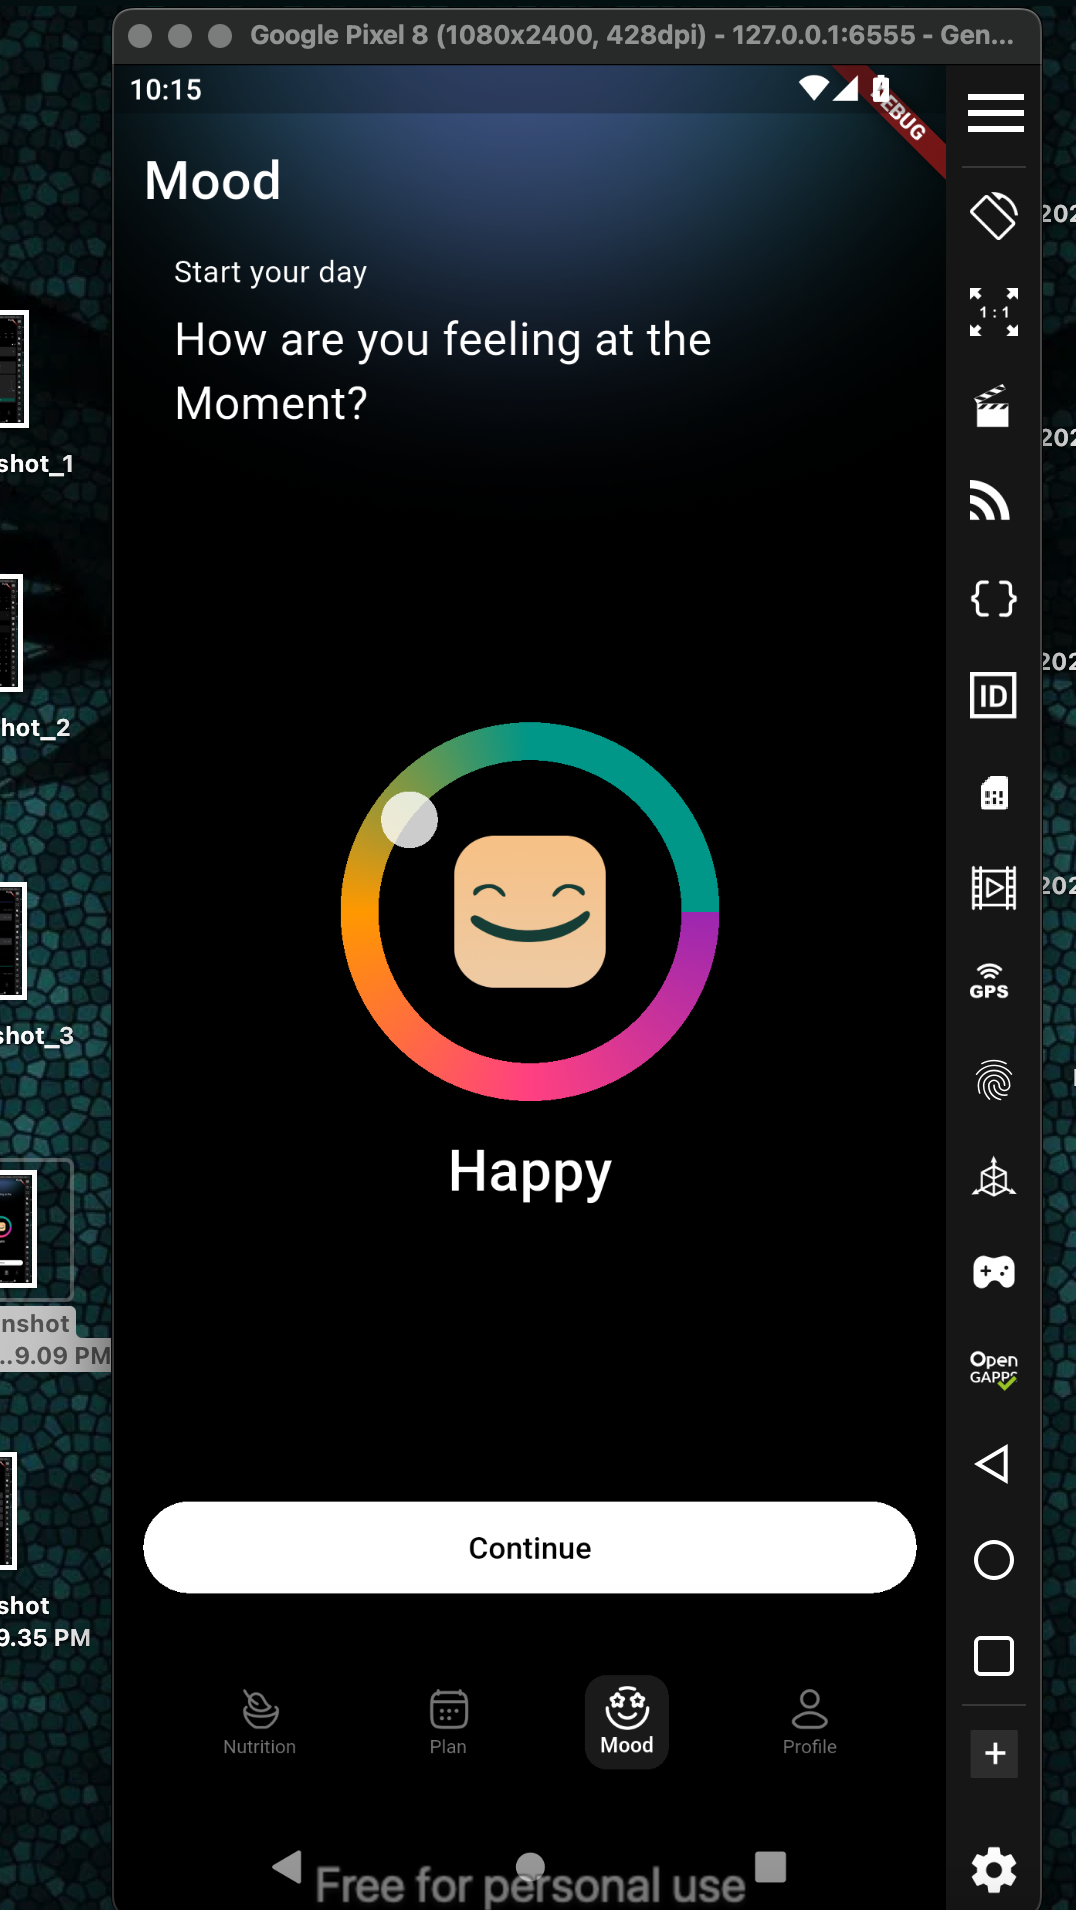 Google Pixel 8 (1080x2400, 428dpi) - 127.0.0.1:6555 - Gen...
10:15
EBUG
Mood
Start your day
How are you feeling at the
Moment?
Happy
Continue
Nutrition
Plan
Mood
Profile
Free for personal use
1 : 1
ID
GPS
Open
GAPPS
shot_1
hot_2
shot_3
nshot
...9.09 PM
shot
9.35 PM
202
202
202
202